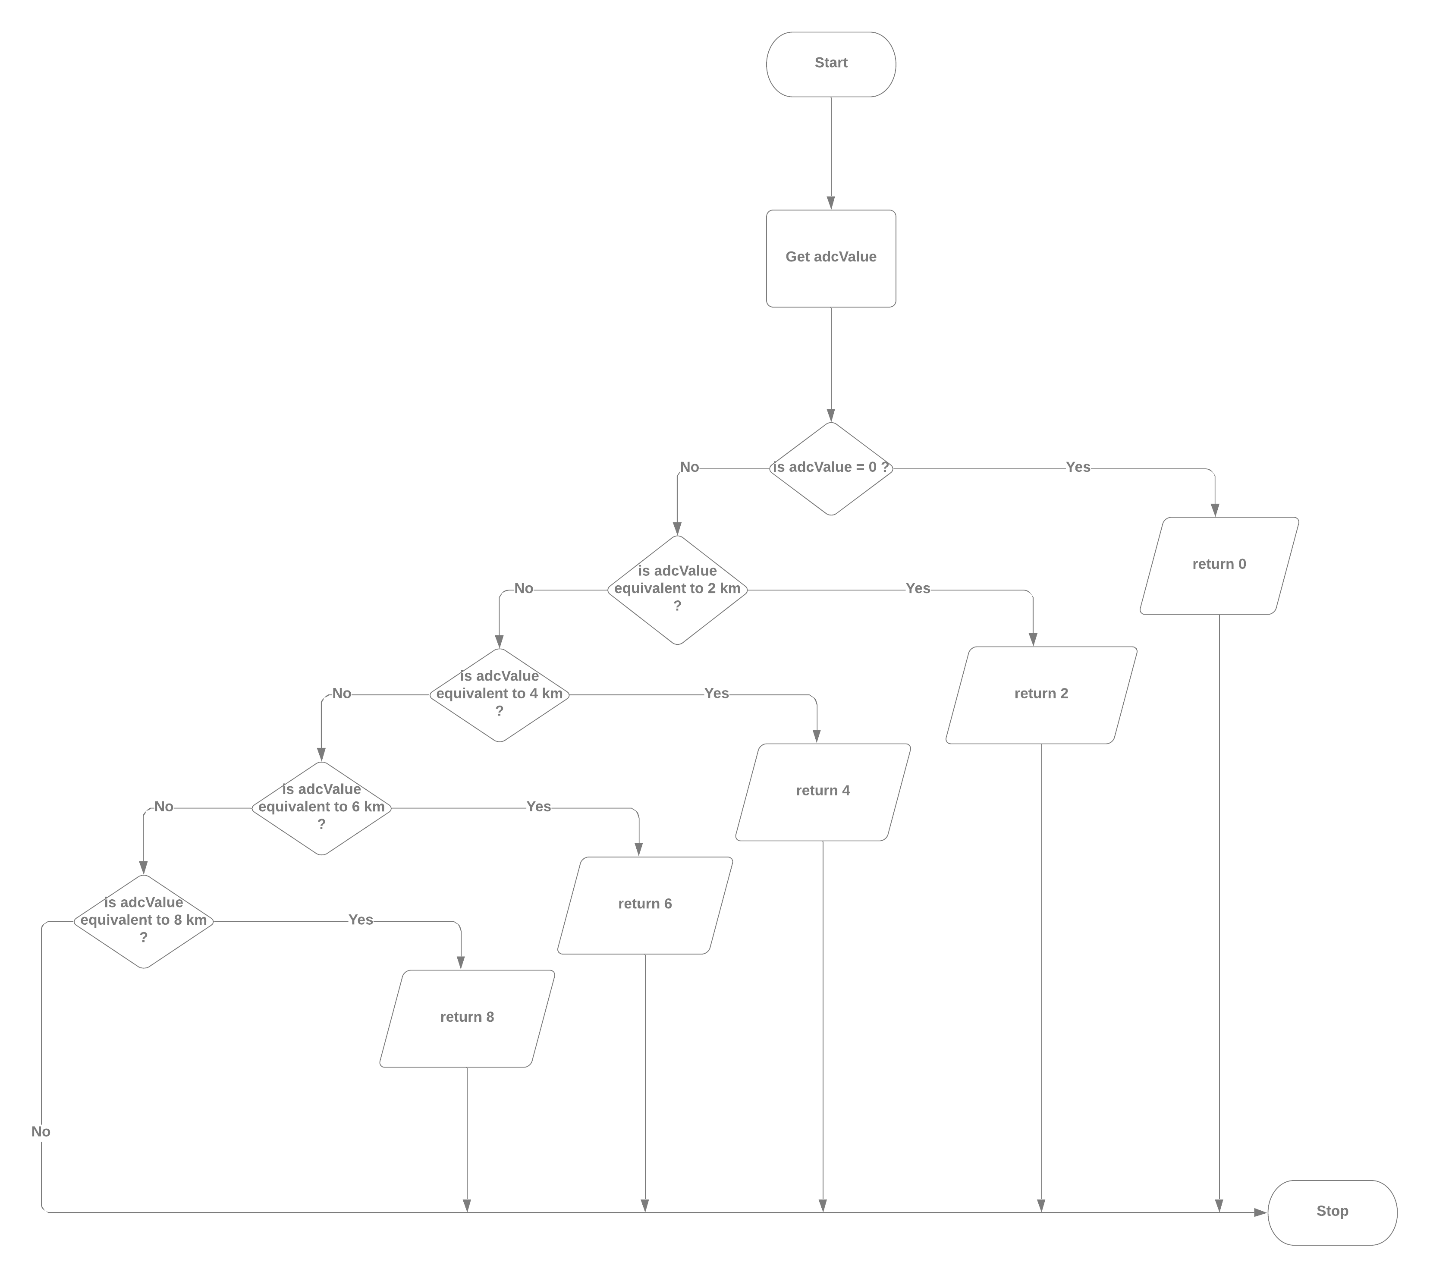 Start
Get adcValue
is adcValue = 0 ?
No
Yes
return 0
is adcValue
equivalent to 2 km
?
No
Yes
return 2
is adcValue
equivalent to 4 km
?
No
Yes
return 4
is adcValue
equivalent to 6 km
?
No
Yes
return 6
is adcValue
equivalent to 8 km
?
Yes
return 8
No
Stop